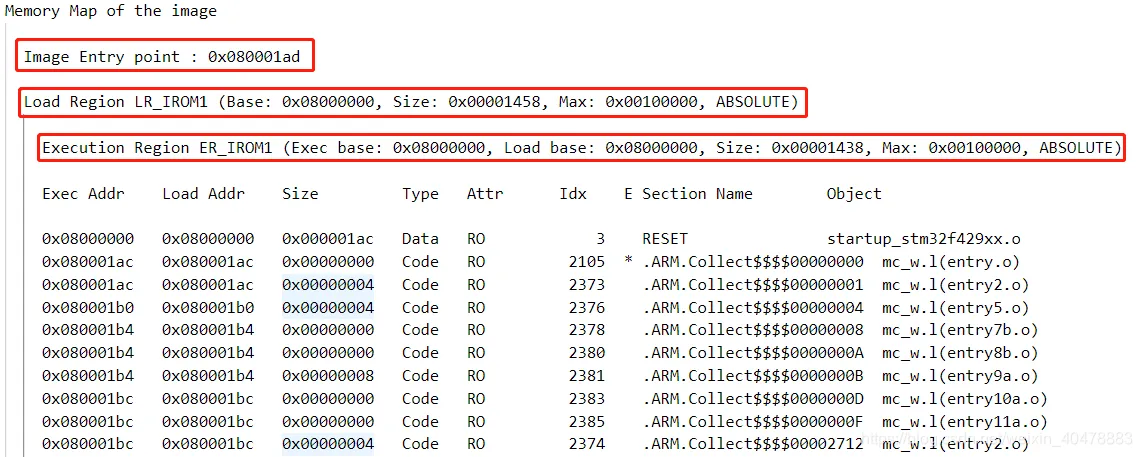 Memory Map of the image
Image Entry point : 0x080001ad
Load Region LR_IROM1 (Base: 0x08000000, Size: 0x00001458, Max: 0x00100000, ABSOLUTE)
Execution Region ER_IROM1 (Exec base: 0x08000000, Load base: 0x08000000, Size: 0x00001438, Max: 0x00100000, ABSOLUTE)
Exec Addr Load Addr Size Type Attr Idx E Section Name Object
0x08000000 0x08000000 0x000001ac Data RO 3 RESET startup_stm32f429xx.o
0x080001ac 0x080001ac 0x00000000 Code RO 2105 * .ARM.Collect$$$$00000000 mc_w.l(entry.o)
0x080001ac 0x080001ac 0x00000004 Code RO 2373 .ARM.Collect$$$$00000001 mc_w.l(entry2.o)
0x080001b0 0x080001b0 0x00000004 Code RO 2376 .ARM.Collect$$$$00000004 mc_w.l(entry5.o)
0x080001b4 0x080001b4 0x00000000 Code RO 2378 .ARM.Collect$$$$00000008 mc_w.l(entry7b.o)
0x080001b4 0x080001b4 0x00000000 Code RO 2380 .ARM.Collect$$$$0000000A mc_w.l(entry8b.o)
0x080001b4 0x080001b4 0x00000008 Code RO 2381 .ARM.Collect$$$$0000000B mc_w.l(entry9a.o)
0x080001bc 0x080001bc 0x00000000 Code RO 2383 .ARM.Collect$$$$0000000D mc_w.l(entry10a.o)
0x080001bc 0x080001bc 0x00000000 Code RO 2385 .ARM.Collect$$$$0000000F mc_w.l(entry11a.o)
0x080001bc 0x080001bc 0x00000004 Code RO 2374 .ARM.Collect$$$$00002712 mc_w.l(entry2.o)